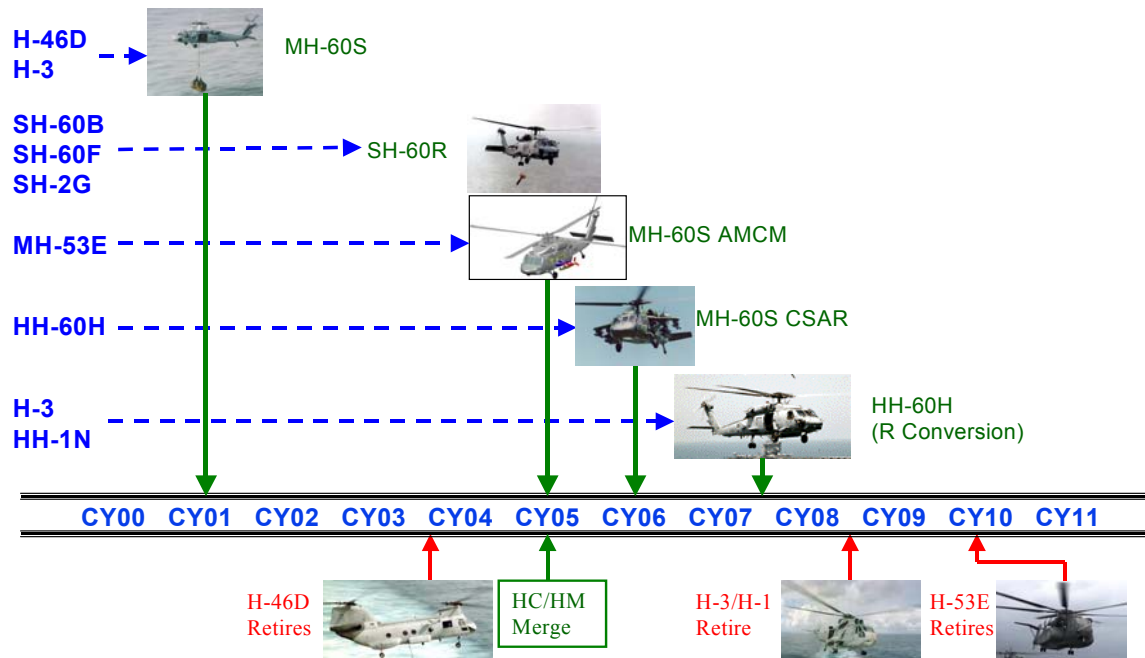 H-46D
H-3
MH-60S
SH-60B
SH-60F
SH-2G
SH-60R
MH-53E
MH-60S AMCM
HH-60H
MH-60S CSAR
H-3
HH-1N
HH-60H
(R Conversion)
CY00 CY01 CY02 CY03 CY04 CY05 CY06 CY07 CY08 CY09 CY10 CY11
H-46D
Retires
HC/HM
Merge
H-3/H-1
Retire
H-53E
Retires